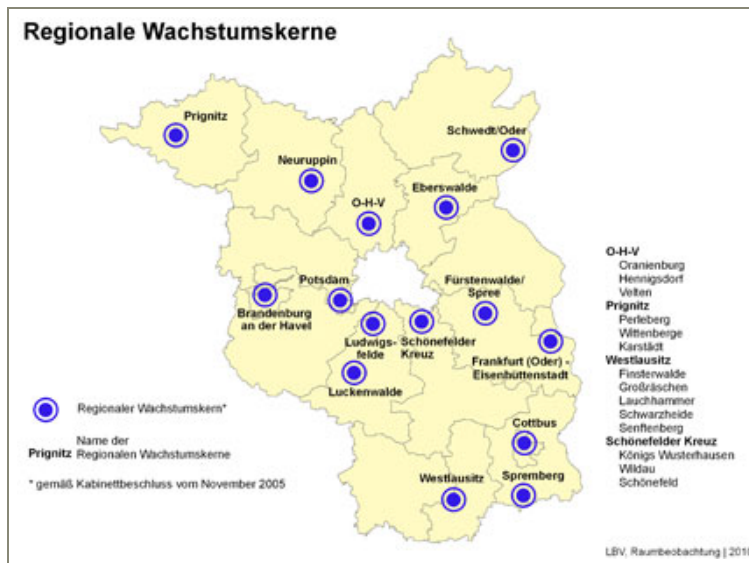 Regionale Wachstumskerne
Prignitz
Schwedt/Oder
Neuruppin
Eberswalde
O-H-V
Potsdam
Fürstenwalde/
Spree
Brandenburg
an der Havel
Ludwigs-
felde
Schönefelder
Kreuz
Frankfurt (Oder) -
Eisenhüttenstadt
Luckenwalde
Cottbus
Westlausitz
Spremberg
O-H-V
Oranienburg
Hennigsdorf
Velten
Prignitz
Perleberg
Wittenberge
Karstädt
Westlausitz
Finsterwalde
Großräschen
Lauchhammer
Schwarzheide
Senftenberg
Schönefelder Kreuz
Königs Wusterhausen
Wildau
Schönefeld
Regionaler Wachstumskern*
Name der
Prignitz Regionalen Wachstumskerne
* gemäß Kabinettbeschluss vom November 2005
LBV, Raumbeobachtung |